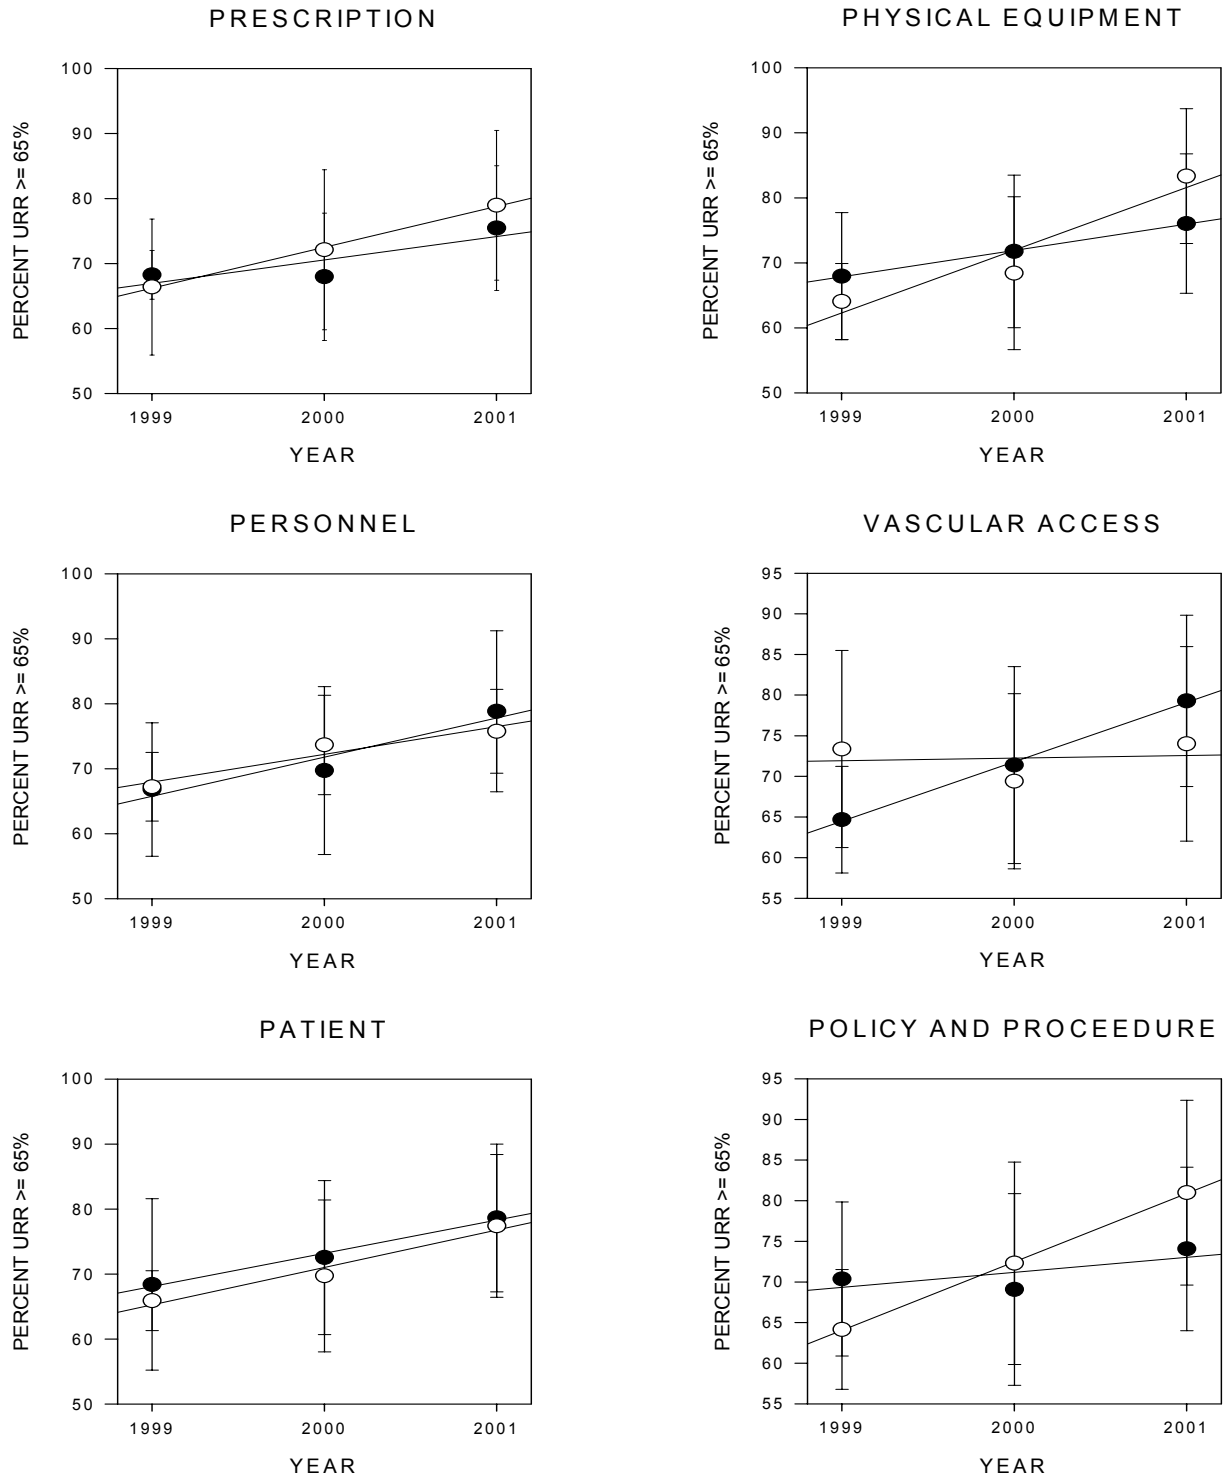 PRESCRIPTION
PERCENT URR >= 65%
100
90
80
70
60
50
1999 2000 2001
YEAR
PHYSICAL EQUIPMENT
PERCENT URR >= 65%
100
90
80
70
60
50
1999 2000 2001
YEAR
PERSONNEL
PERCENT URR >= 65%
100
90
80
70
60
50
1999 2000 2001
YEAR
VASCULAR ACCESS
PERCENT URR >= 65%
95
90
85
80
75
70
65
60
55
1999 2000 2001
YEAR
PATIENT
PERCENT URR >= 65%
100
90
80
70
60
50
1999 2000 2001
YEAR
POLICY AND PROCEEDURE
PERCENT URR >= 65%
95
90
85
80
75
70
65
60
55
1999 2000 2001
YEAR